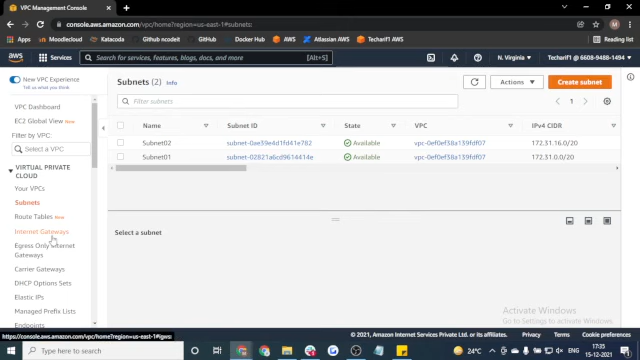 VPC Management Console
console.aws.amazon.com/vpc/home?region=us-east-1#subnets:
Apps
Moodlecloud
Github ncodeit
GitHub
Docker Hub
AWS
Atlassian AWS
Techarif1 AWS
Reading list
aws
Services
Search for services, features, blogs, docs, and more
[Alt+S]
N. Virginia
Techarif1 @ 6608-9488-1494
New VPC Experience
Tell us what you think
VPC Dashboard
EC2 Global View New
Filter by VPC:
Select a VPC
VIRTUAL PRIVATE
CLOUD
Your VPCs
Subnets
Route Tables New
Internet Gateways
Egress Only Internet
Gateways
Carrier Gateways
DHCP Options Sets
Elastic IPs
Managed Prefix Lists
Endpoints
Subnets (2) Info
Actions
Create subnet
Filter subnets
1
Name
Subnet ID
State
VPC
IPv4 CIDR
Subnet02
subnet-0ae39e4d1fd41e782
Available
vpc-0ef0ef38a139fdf07
172.31.16.0/20
Subnet01
subnet-02821a6cd9614414e
Available
vpc-0ef0ef38a139fdf07
172.31.0.0/20
Select a subnet
Activate Windows
Go to Settings to activate Windows.
https://console.aws.amazon.com/vpc/home?region=us-east-1#igws:
© 2021, Amazon Internet Services Private Ltd. or its affiliates.
Privacy
Terms
Cookie preferences
Type here to search
24°C
ENG
17:35
15-12-2021